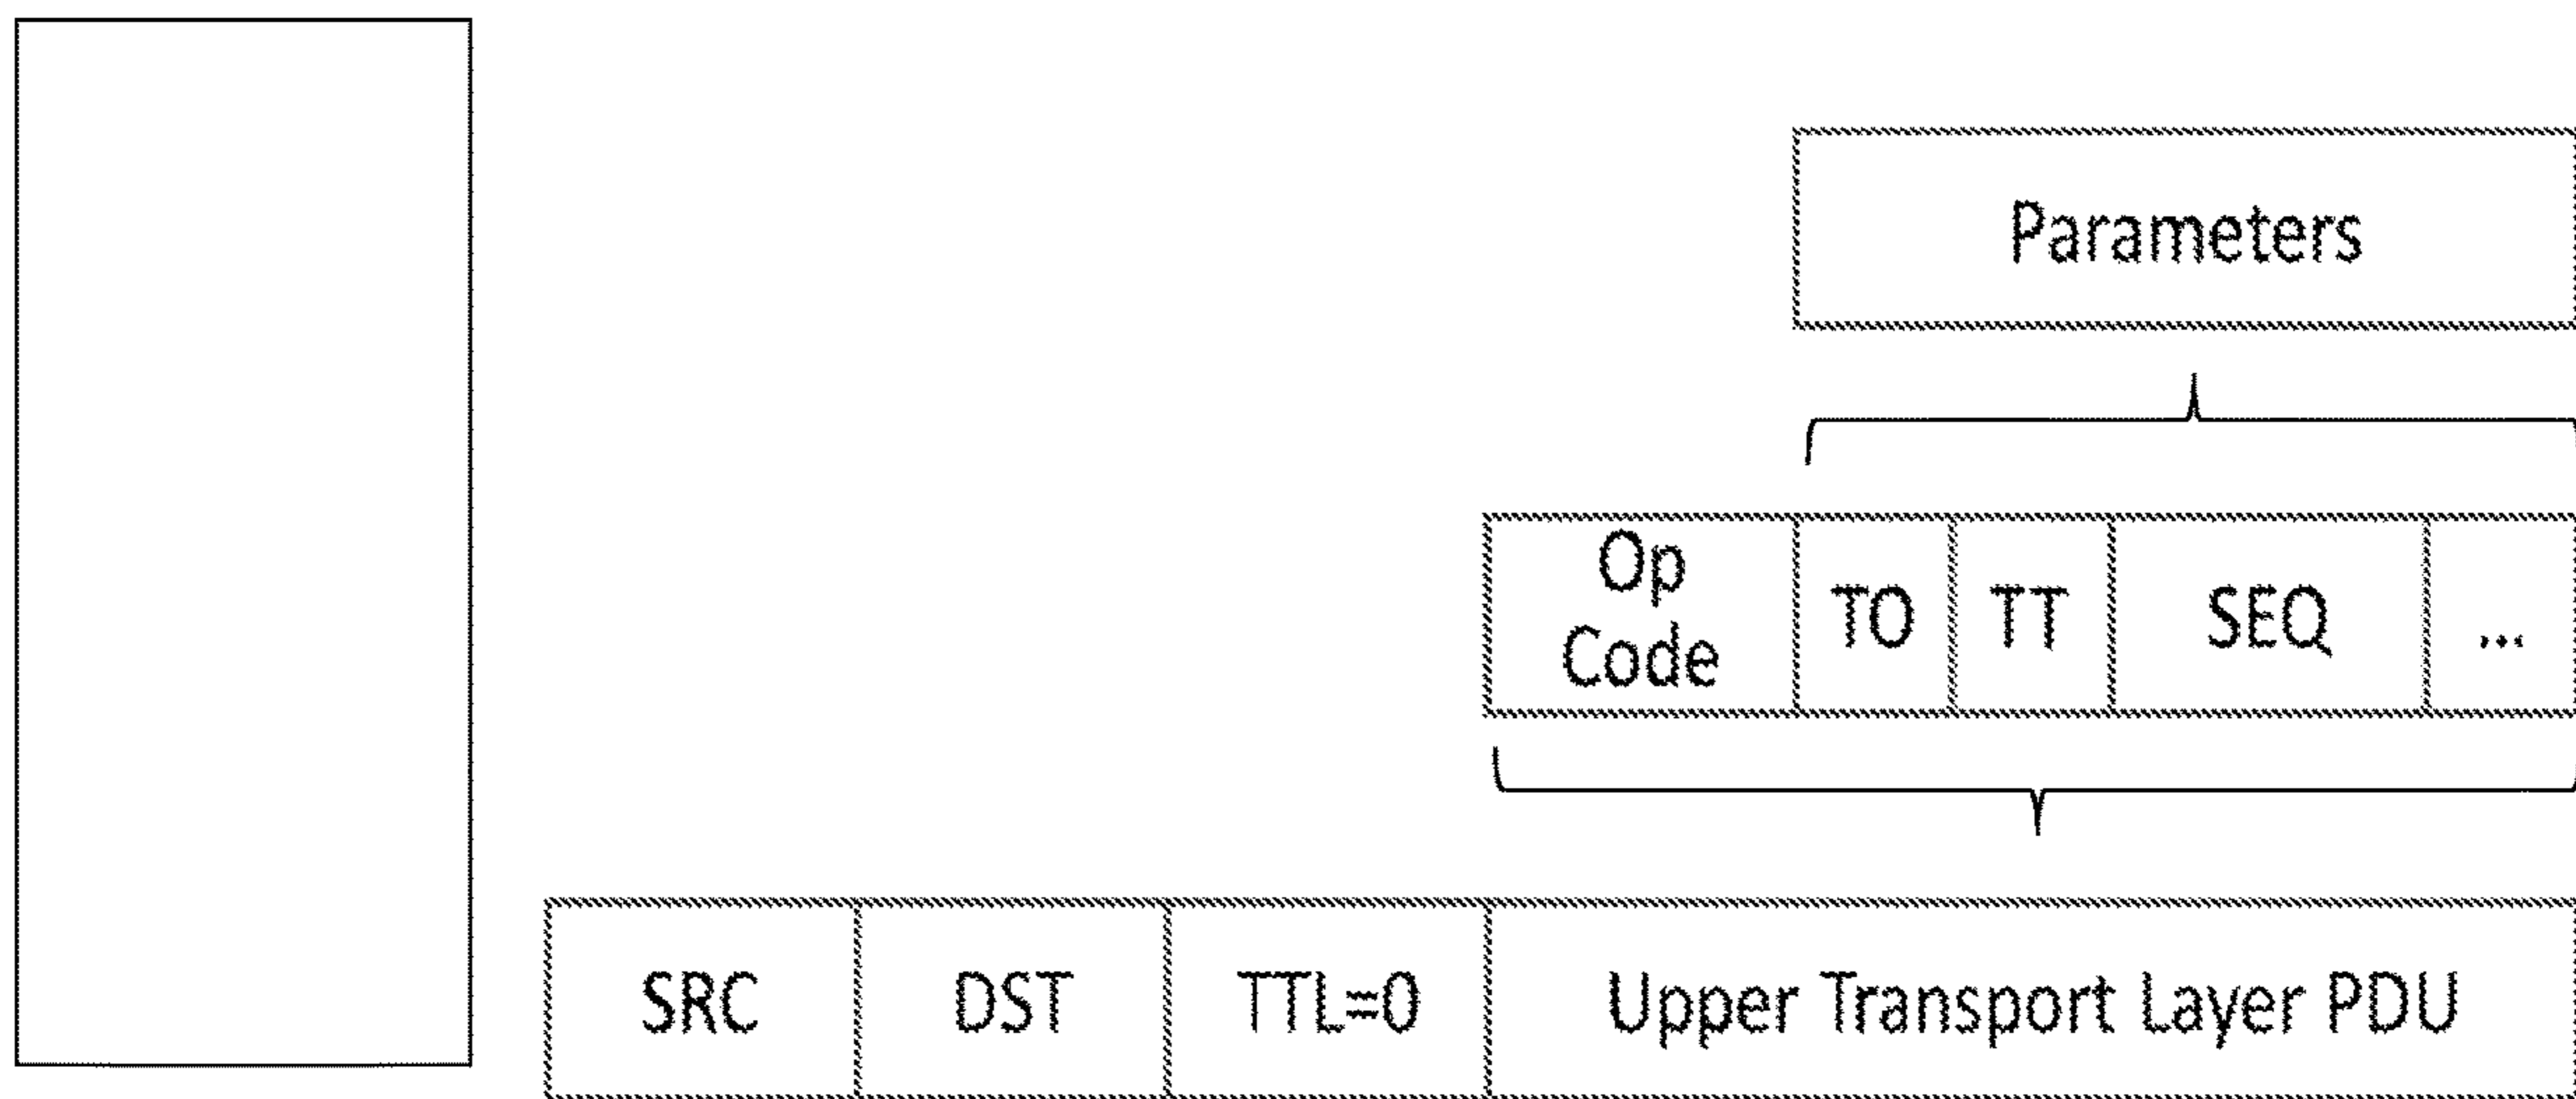 Parameters
Op
Code
TO
TT
SEQ
...
SRC
DST
TTL=0
Upper Transport Layer PDU